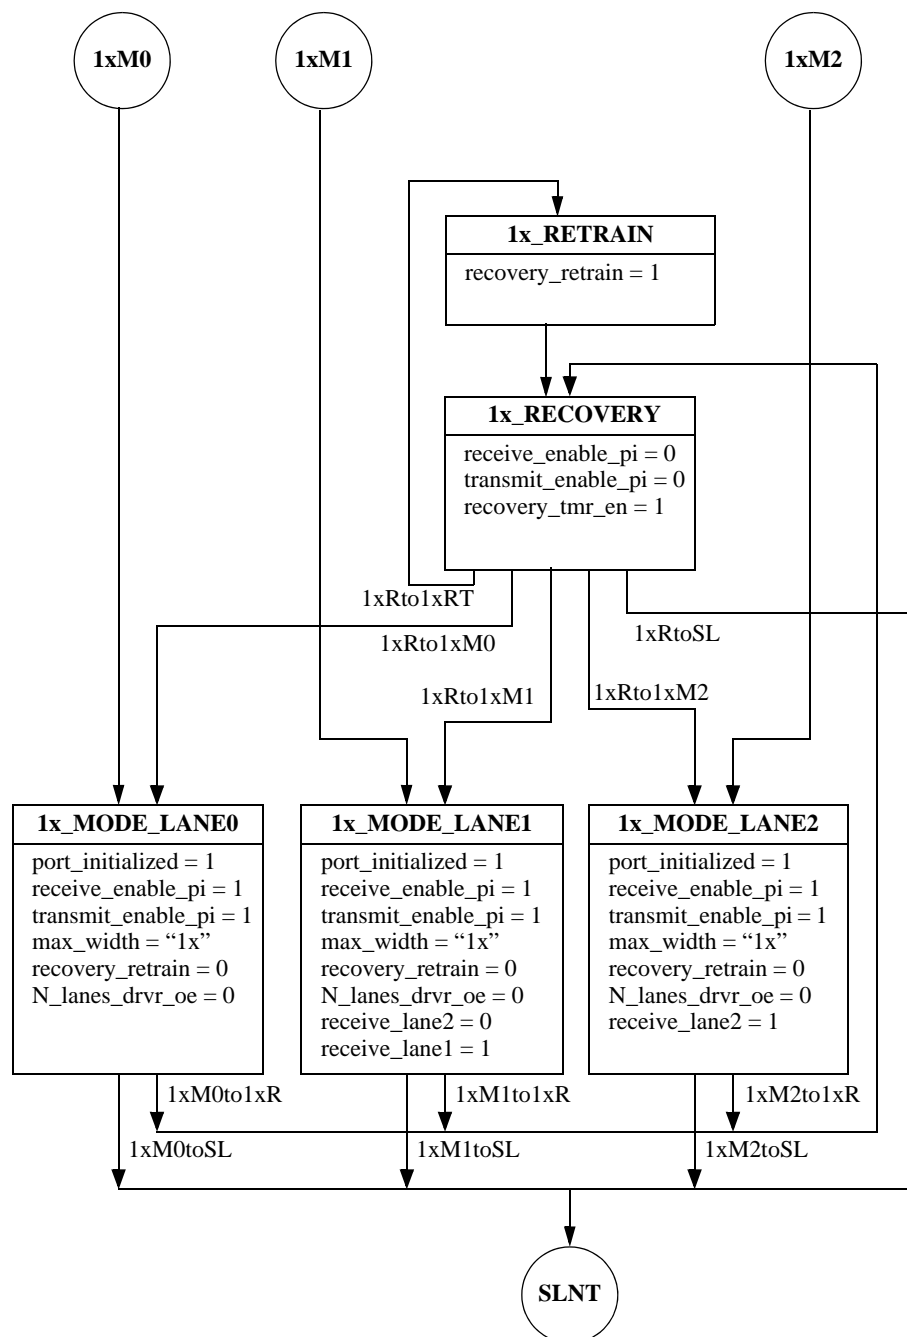 1xM0
1xM1
1xM2
1x_RETRAIN
recovery_retrain = 1
1x_RECOVERY
receive_enable_pi = 0
transmit_enable_pi = 0
recovery_tmr_en = 1
1xRto1xRT
1xRto1xM0
1xRtoSL
1xRto1xM1
1xRto1xM2
1x_MODE_LANE0
port_initialized = 1
receive_enable_pi = 1
transmit_enable_pi = 1
max_width = “1x”
recovery_retrain = 0
N_lanes_drvr_oe = 0
1x_MODE_LANE1
port_initialized = 1
receive_enable_pi = 1
transmit_enable_pi = 1
max_width = “1x”
recovery_retrain = 0
N_lanes_drvr_oe = 0
receive_lane2 = 0
receive_lane1 = 1
1x_MODE_LANE2
port_initialized = 1
receive_enable_pi = 1
transmit_enable_pi = 1
max_width = “1x”
recovery_retrain = 0
N_lanes_drvr_oe = 0
receive_lane2 = 1
1xM0to1xR
1xM1to1xR
1xM2to1xR
1xM0toSL
1xM1toSL
1xM2toSL
SLNT